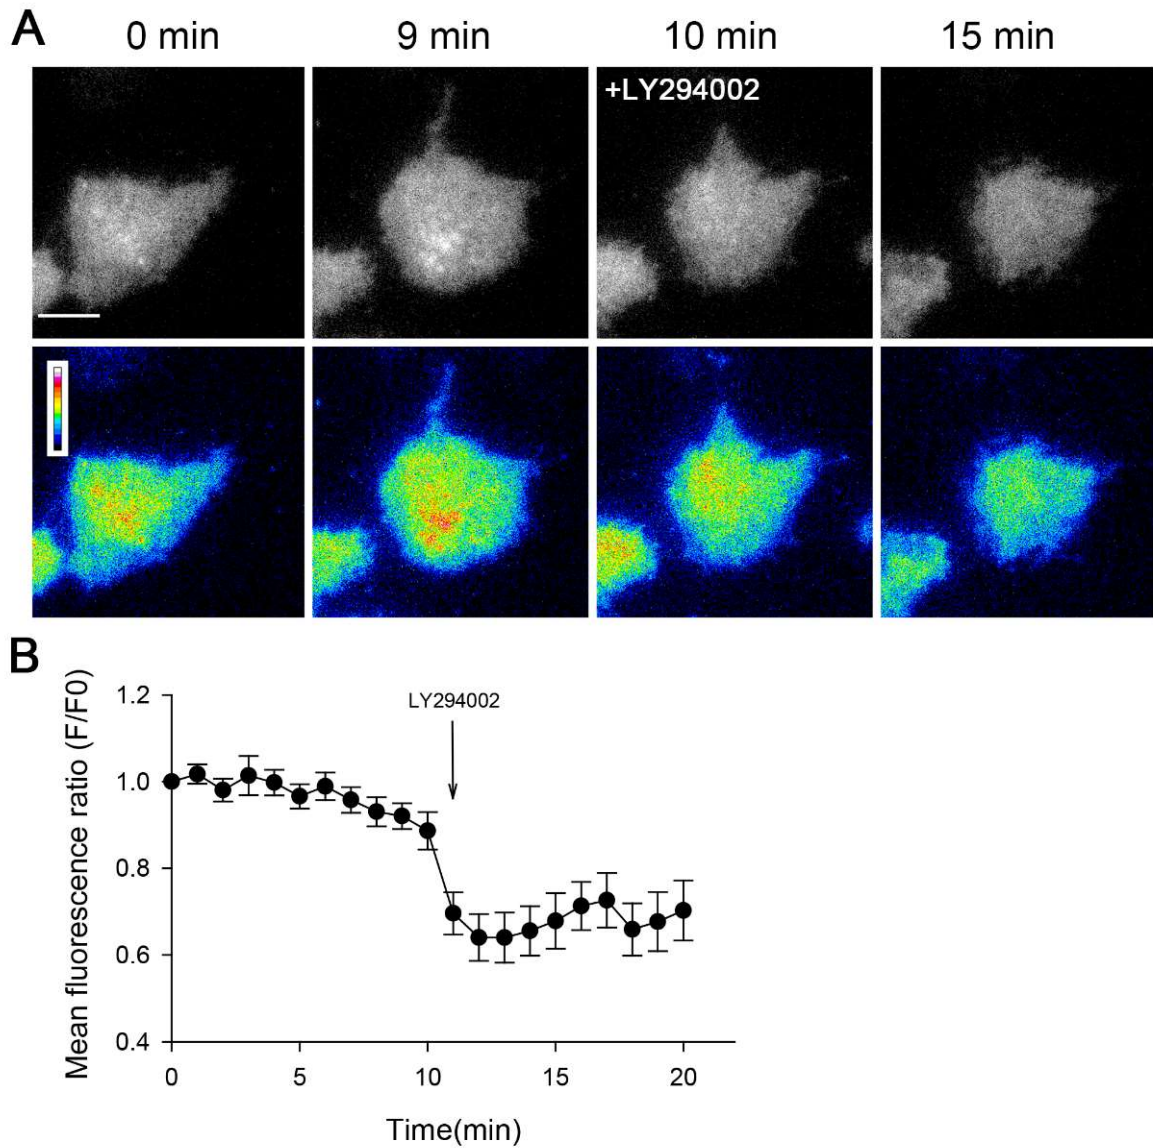 A
0 min
9 min
10 min
15 min
+LY294002
B
Mean fluorescence ratio (F/F0)
1.2
1.0
0.8
0.6
0.4
LY294002
0
5
10
15
20
Time(min)